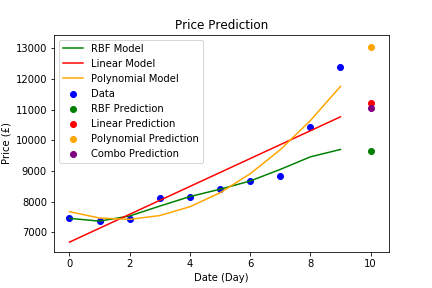 Price Prediction
13000
12000
11000
10000
9000
8000
7000
Price (£)
RBF Model
Linear Model
Polynomial Model
Data
RBF Prediction
Linear Prediction
Polynomial Prediction
Combo Prediction
0 2 4 6 8 10
Date (Day)